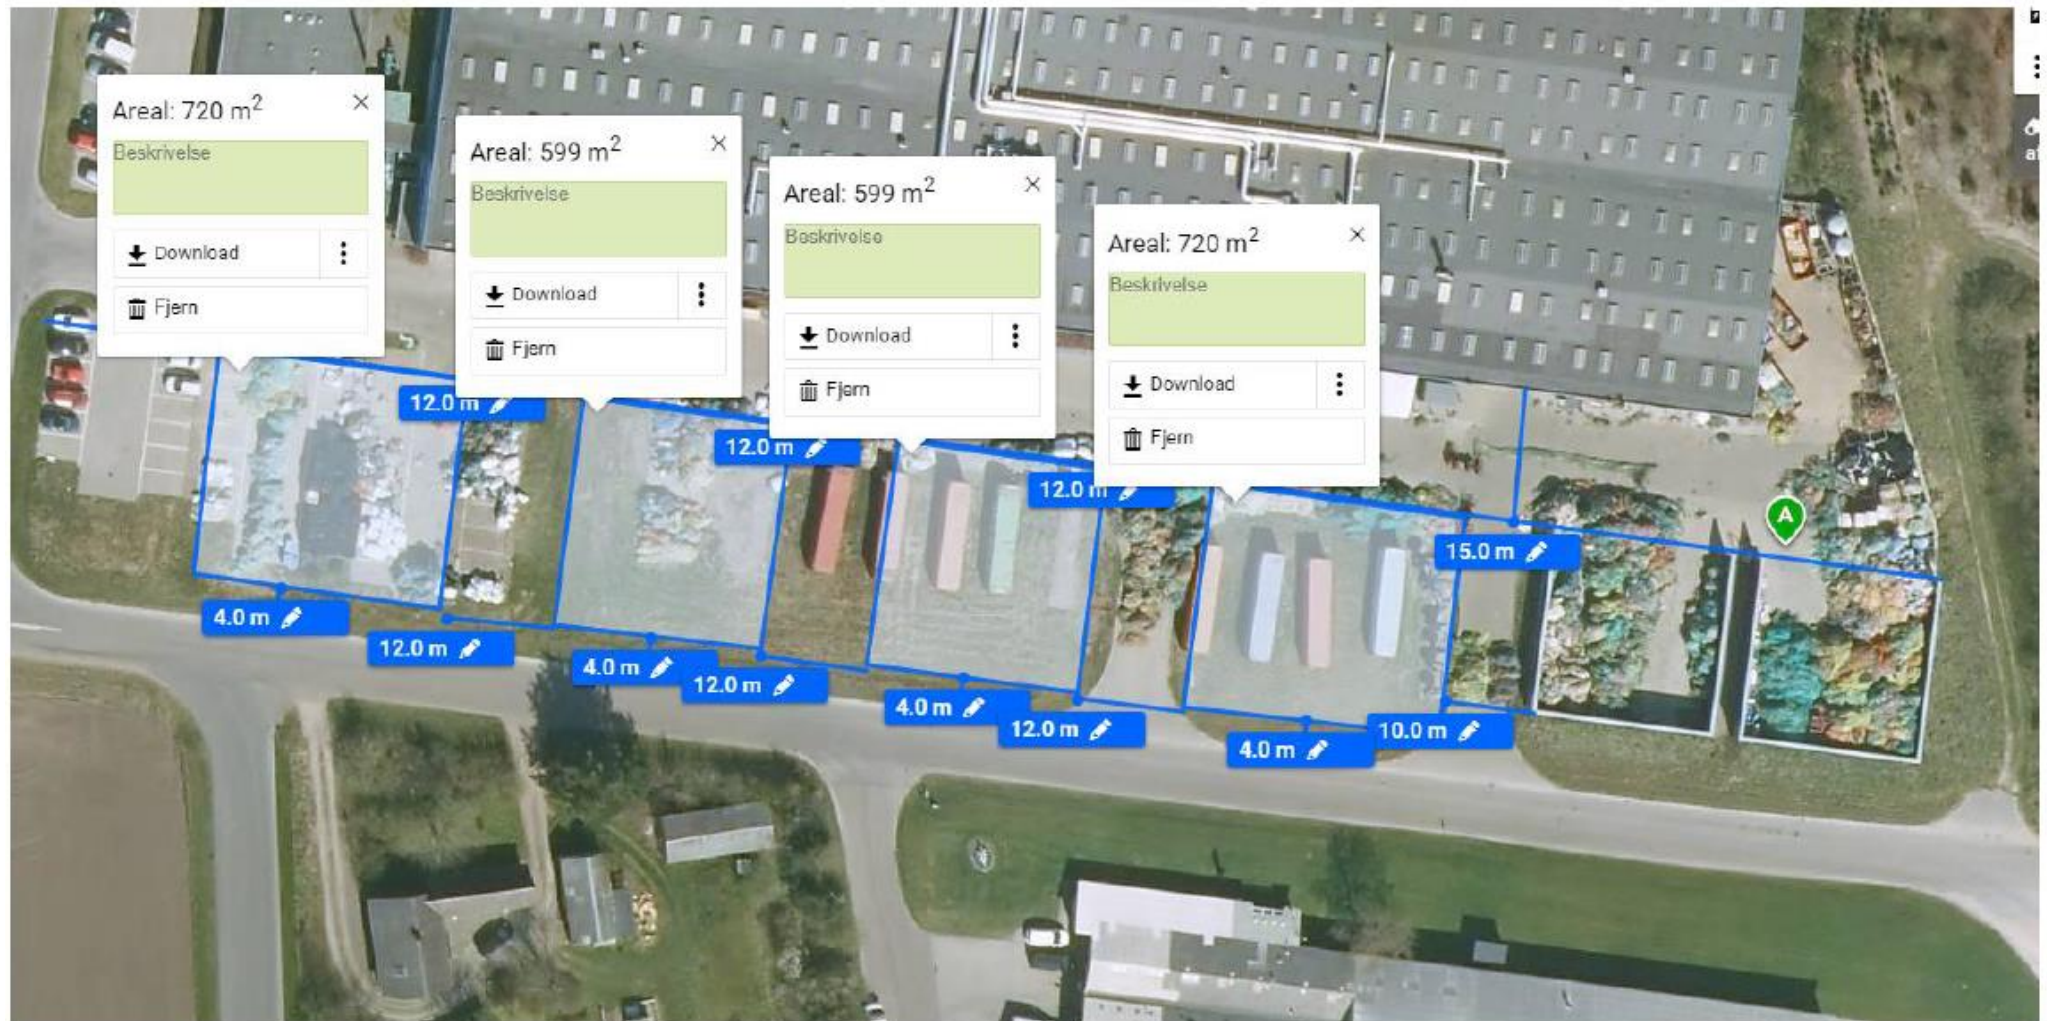 Areal: 720 m²
Beskrivelse
Download
Fjern
Areal: 599 m²
Beskrivelse
Download
Fjern
Areal: 599 m²
Beskrivelse
Download
Fjern
Areal: 720 m²
Beskrivelse
Download
Fjern
12.0 m
12.0 m
12.0 m
15.0 m
A
4.0 m
12.0 m
4.0 m
12.0 m
4.0 m
12.0 m
4.0 m
10.0 m